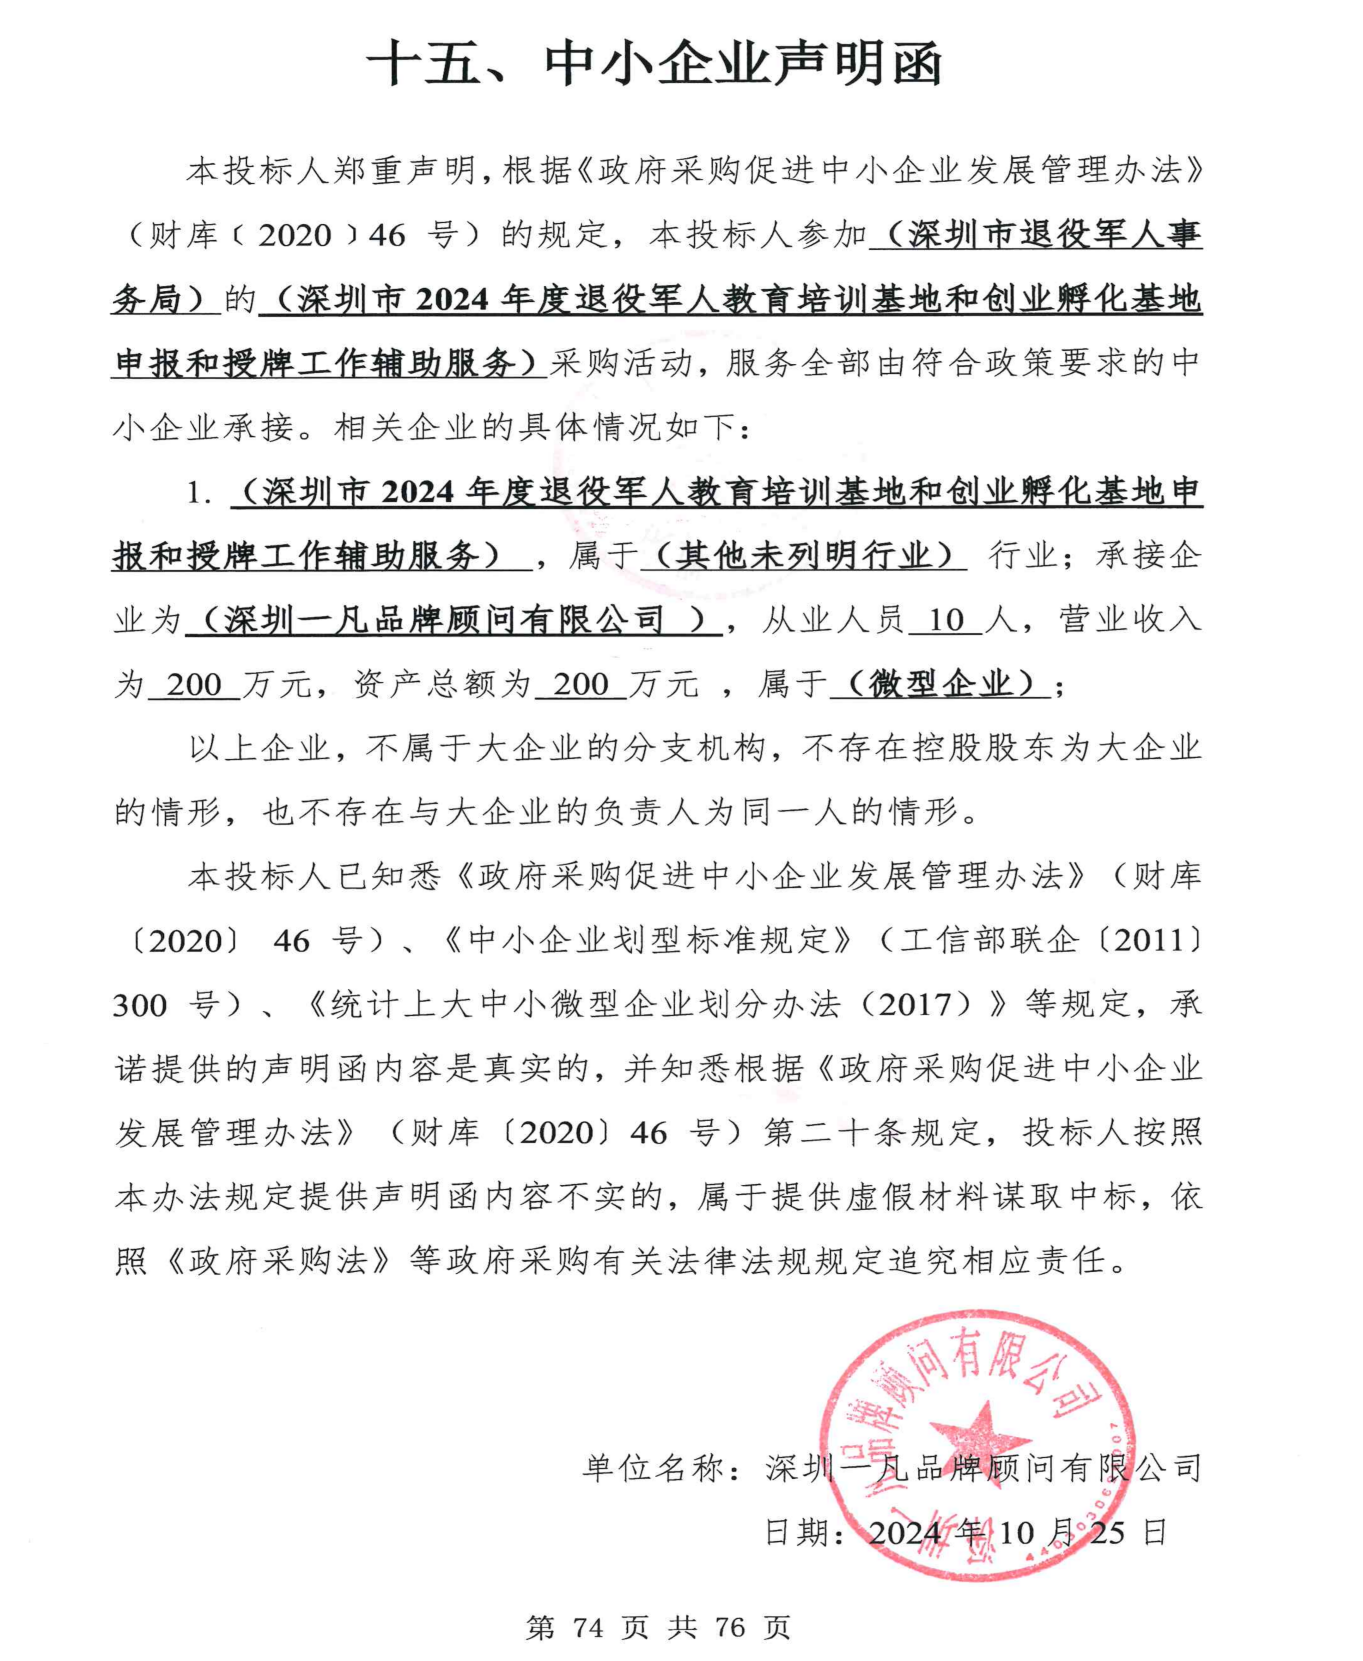 十五、中小企业声明函
本投标人郑重声明,根据《政府采购促进中小企业发展管理办法》
（财库﹝2020﹞46 号）的规定，本投标人参加（深圳市退役军人事
务局）的（深圳市 2024 年度退役军人教育培训基地和创业孵化基地
申报和授牌工作辅助服务）采购活动，服务全部由符合政策要求的中
小企业承接。相关企业的具体情况如下：
1. （深圳市 2024 年度退役军人教育培训基地和创业孵化基地申
报和授牌工作辅助服务） ，属于（其他未列明行业） 行业；承接企
业为（深圳一凡品牌顾问有限公司 ），从业人员 10 人，营业收入
为 200 万元，资产总额为 200 万元 ，属于（微型企业）；
以上企业，不属于大企业的分支机构，不存在控股股东为大企业
的情形，也不存在与大企业的负责人为同一人的情形。
本投标人已知悉《政府采购促进中小企业发展管理办法》（财库
〔2020〕 46 号）、《中小企业划型标准规定》（工信部联企〔2011〕
300 号）、《统计上大中小微型企业划分办法（2017）》等规定，承
诺提供的声明函内容是真实的，并知悉根据《政府采购促进中小企业
发展管理办法》（财库〔2020〕46 号）第二十条规定，投标人按照
本办法规定提供声明函内容不实的，属于提供虚假材料谋取中标，依
照《政府采购法》等政府采购有关法律法规规定追究相应责任。
深圳一凡品牌顾问有限公司
单位名称：深圳一凡品牌顾问有限公司
日期：2024 年 10 月 25 日
第 74 页 共 76 页